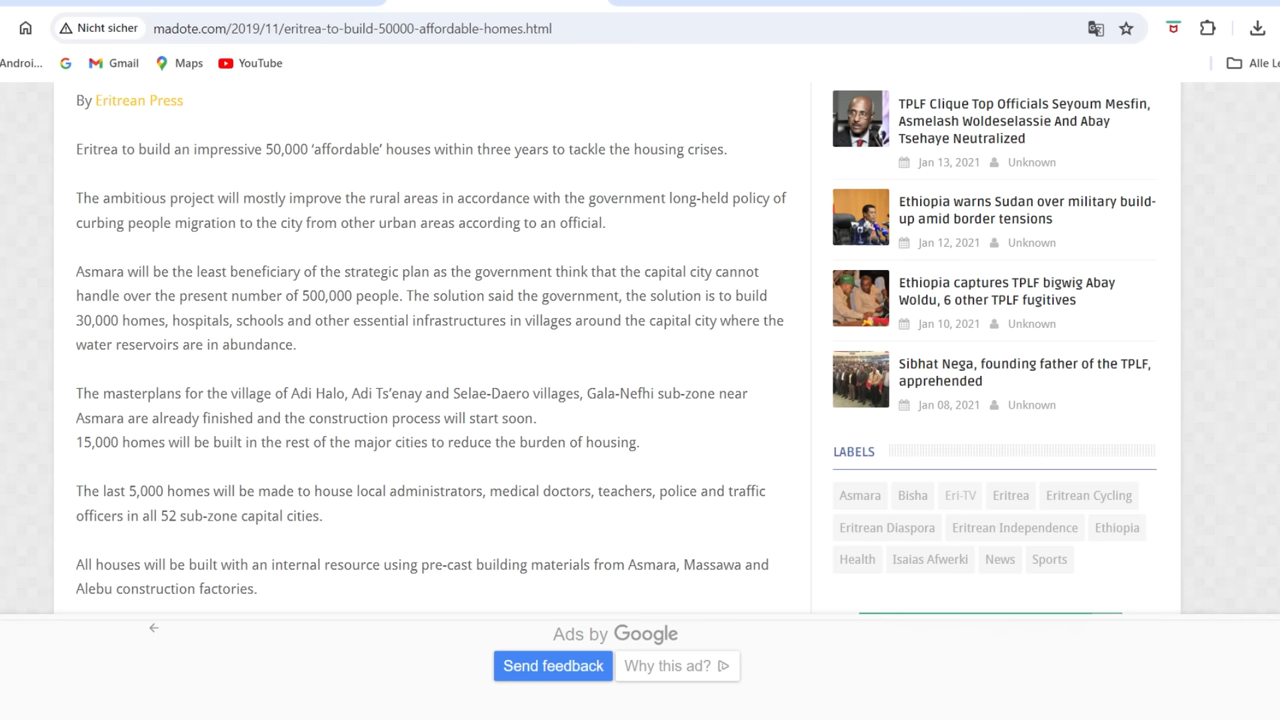 Nicht sicher
madote.com/2019/11/eritrea-to-build-50000-affordable-homes.html
Androi...
Gmail
Maps
YouTube
Alle Le
By Eritrean Press
Eritrea to build an impressive 50,000 ‘affordable’ houses within three years to tackle the housing crises.
The ambitious project will mostly improve the rural areas in accordance with the government long-held policy of
curbing people migration to the city from other urban areas according to an official.
Asmara will be the least beneficiary of the strategic plan as the government think that the capital city cannot
handle over the present number of 500,000 people. The solution said the government, the solution is to build
30,000 homes, hospitals, schools and other essential infrastructures in villages around the capital city where the
water reservoirs are in abundance.
The masterplans for the village of Adi Halo, Adi Ts’enay and Selae-Daero villages, Gala-Nefhi sub-zone near
Asmara are already finished and the construction process will start soon.
15,000 homes will be built in the rest of the major cities to reduce the burden of housing.
The last 5,000 homes will be made to house local administrators, medical doctors, teachers, police and traffic
officers in all 52 sub-zone capital cities.
All houses will be built with an internal resource using pre-cast building materials from Asmara, Massawa and
Alebu construction factories.
TPLF Clique Top Officials Seyoum Mesfin,
Asmelash Woldeselassie And Abay
Tsehaye Neutralized
Jan 13, 2021 Unknown
Ethiopia warns Sudan over military build-
up amid border tensions
Jan 12, 2021 Unknown
Ethiopia captures TPLF bigwig Abay
Woldu, 6 other TPLF fugitives
Jan 10, 2021 Unknown
Sibhat Nega, founding father of the TPLF,
apprehended
Jan 08, 2021 Unknown
LABELS
Asmara Bisha Eri-TV Eritrea Eritrean Cycling
Eritrean Diaspora Eritrean Independence Ethiopia
Health Isaias Afwerki News Sports
Ads by Google
Send feedback Why this ad?